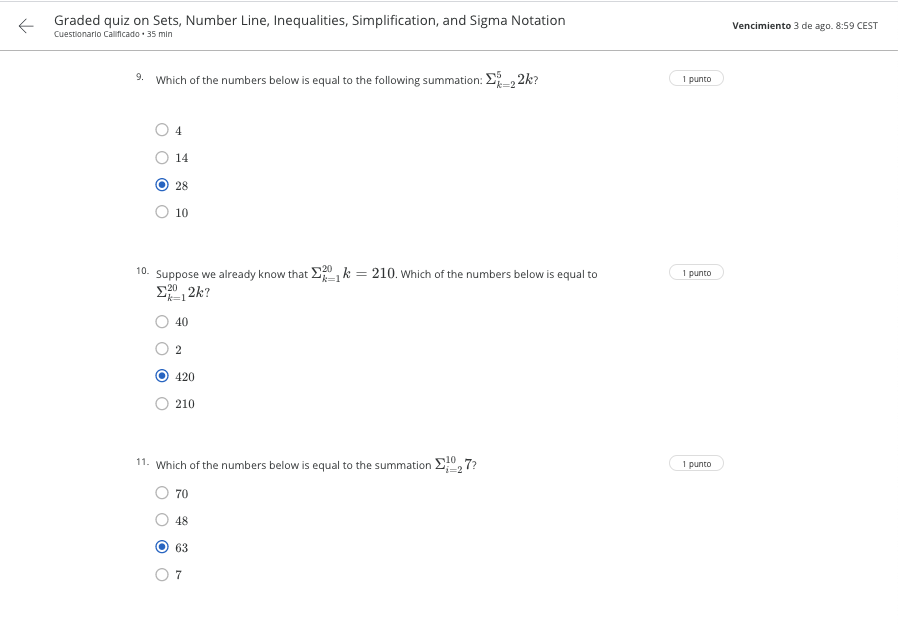 Graded quiz on Sets, Number Line, Inequalities, Simplification, and Sigma Notation
Cuestionario Calificado • 35 min
Vencimiento 3 de ago. 8:59 CEST
9. Which of the numbers below is equal to the following summation: $\Sigma_{k=2}^{5} 2k$?
1 punto
4
14
28
10
10. Suppose we already know that $\Sigma_{k=1}^{20} k = 210$. Which of the numbers below is equal to
$\Sigma_{k=1}^{20} 2k$?
1 punto
40
2
420
210
11. Which of the numbers below is equal to the summation $\Sigma_{i=2}^{10} 7$?
1 punto
70
48
63
7